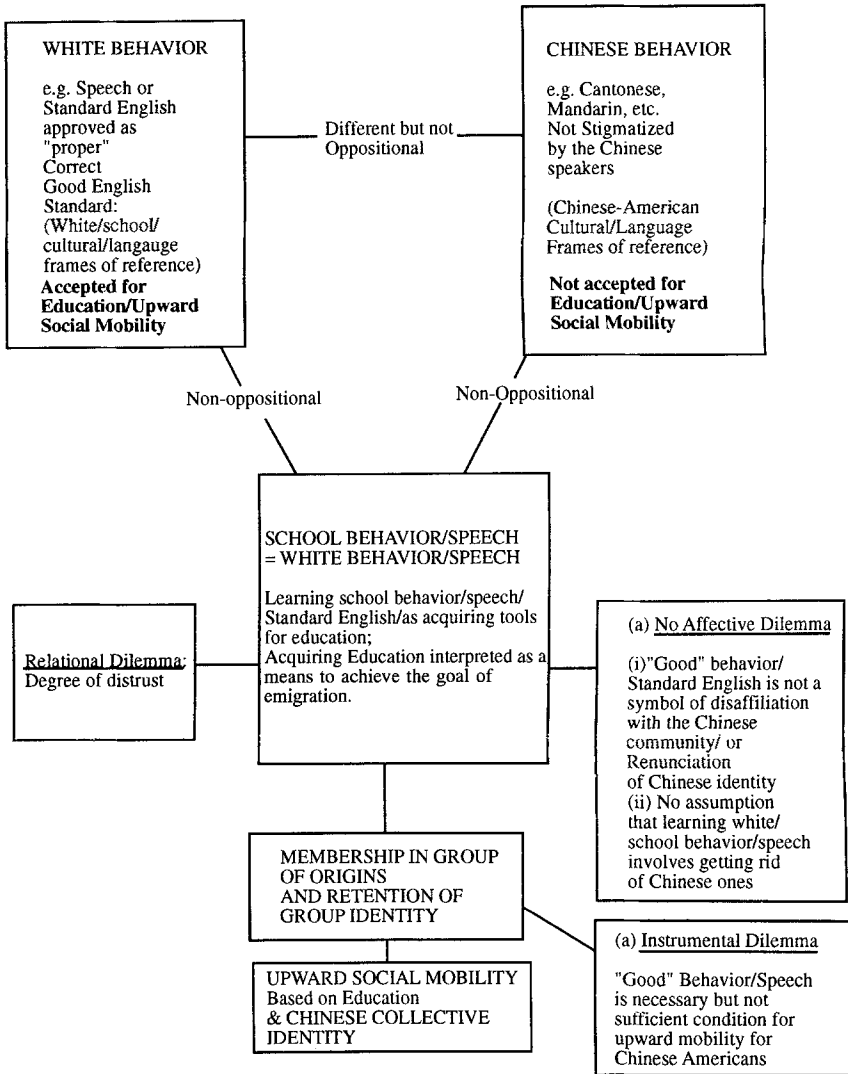 WHITE BEHAVIOR
e.g. Speech or
Standard English
approved as
"proper"
Correct
Good English
Standard:
(White/school/
cultural/langauge
frames of reference)
Accepted for
Education/Upward
Social Mobility
Different but not
Oppositional
CHINESE BEHAVIOR
e.g. Cantonese,
Mandarin, etc.
Not Stigmatized
by the Chinese
speakers
(Chinese-American
Cultural/Language
Frames of reference)
Not accepted for
Education/Upward
Social Mobility
Non-oppositional
Non-Oppositional
SCHOOL BEHAVIOR/SPEECH
= WHITE BEHAVIOR/SPEECH
Learning school behavior/speech/
Standard English/as acquiring tools
for education;
Acquiring Education interpreted as a
means to achieve the goal of
emigration.
Relational Dilemma:
Degree of distrust
(a) No Affective Dilemma
(i)"Good" behavior/
Standard English is not a
symbol of disaffiliation
with the Chinese
community/ or
Renunciation
of Chinese identity
(ii) No assumption
that learning white/
school behavior/speech
involves getting rid
of Chinese ones
MEMBERSHIP IN GROUP
OF ORIGINS
AND RETENTION OF
GROUP IDENTITY
UPWARD SOCIAL MOBILITY
Based on Education
& CHINESE COLLECTIVE
IDENTITY
(a) Instrumental Dilemma
"Good" Behavior/Speech
is necessary but not
sufficient condition for
upward mobility for
Chinese Americans